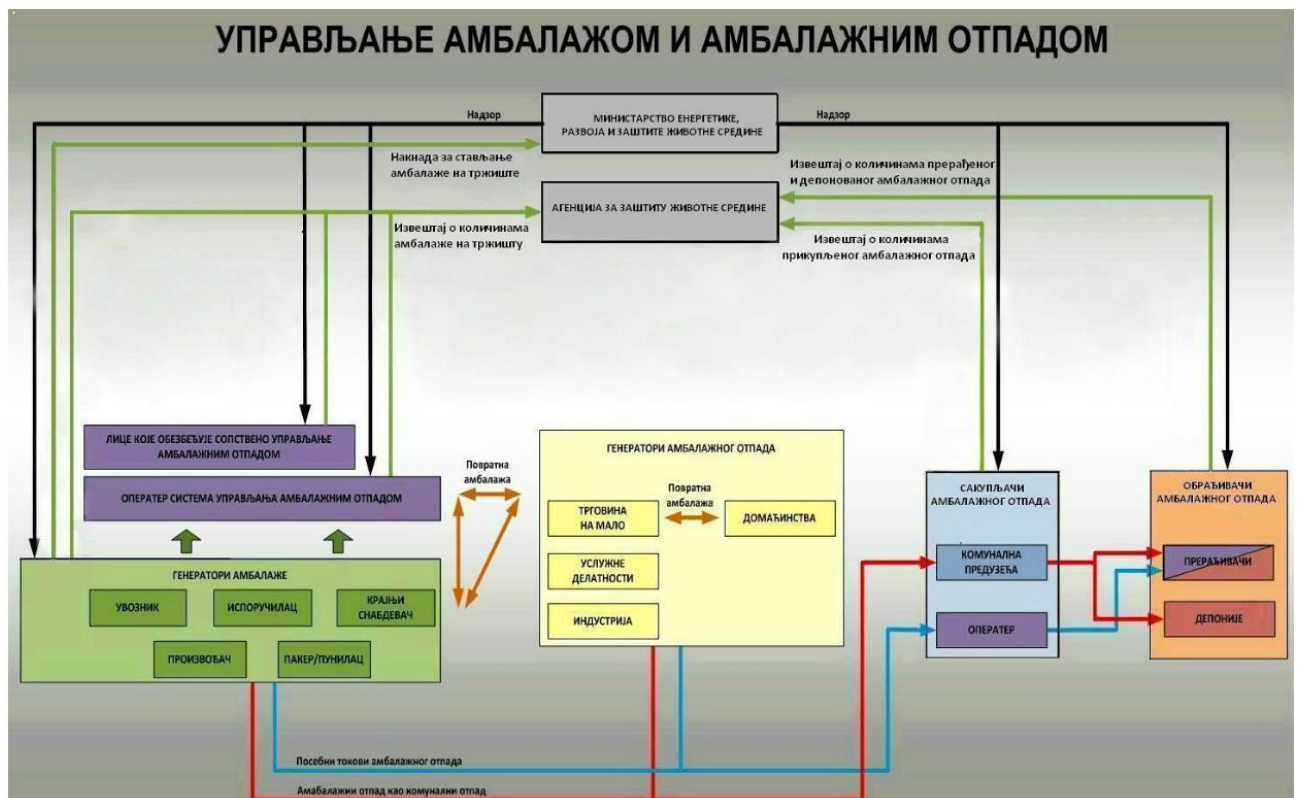 УПРАВЉАЊЕ АМБАЛАЖОМ И АМБАЛАЖНИМ ОТПАДОМ
Надзор
МИНИСТАРСТВО ЕНЕРГЕТИКЕ,
РАЗВОЈА И ЗАШТИТЕ ЖИВОТНЕ СРЕДИНЕ
Надзор
Накнада за стављање
амбалаже на тржиште
Извештај о количинама прерађеног
и депонованог амбалажног отпада
АГЕНЦИЈА ЗА ЗАШТИТУ ЖИВОТНЕ СРЕДИНЕ
Извештај о количинама
амбалаже на тржишту
Извештај о количинама
прикупљеног амбалажног отпада
ЛИЦЕ КОЈЕ ОБЕЗБЕЂУЈЕ СОПСТВЕНО УПРАВЉАЊЕ
АМБАЛАЖНИМ ОТПАДОМ
ОПЕРАТЕР СИСТЕМА УПРАВЉАЊА АМБАЛАЖНИМ ОТПАДОМ
Повратна
амбалажа
ГЕНЕРАТОРИ АМБАЛАЖЕ
УВОЗНИК
ИСПОРУЧИЛАЦ
КРАЈЊИ
СНАБДЕВАЧ
ПРОИЗВОЂАЧ
ПАКЕР/ПУНИЛАЦ
ГЕНЕРАТОРИ АМБАЛАЖНОГ ОТПАДА
Повратна
амбалажа
ТРГОВИНА
НА МАЛО
ДОМАЋИНСТВА
УСЛУЖНЕ
ДЕЛАТНОСТИ
ИНДУСТРИЈА
САКУПЉАЧИ
АМБАЛАЖНОГ ОТПАДА
КОМУНАЛНА
ПРЕДУЗЕЋА
ОПЕРАТЕР
ОБРАЂИВАЧИ
АМБАЛАЖНОГ ОТПАДА
ПРЕРАЂИВАЧИ
ДЕПОНИЈЕ
Посебни токови амбалажног отпада
Амабалажни отпад као комунални отпад